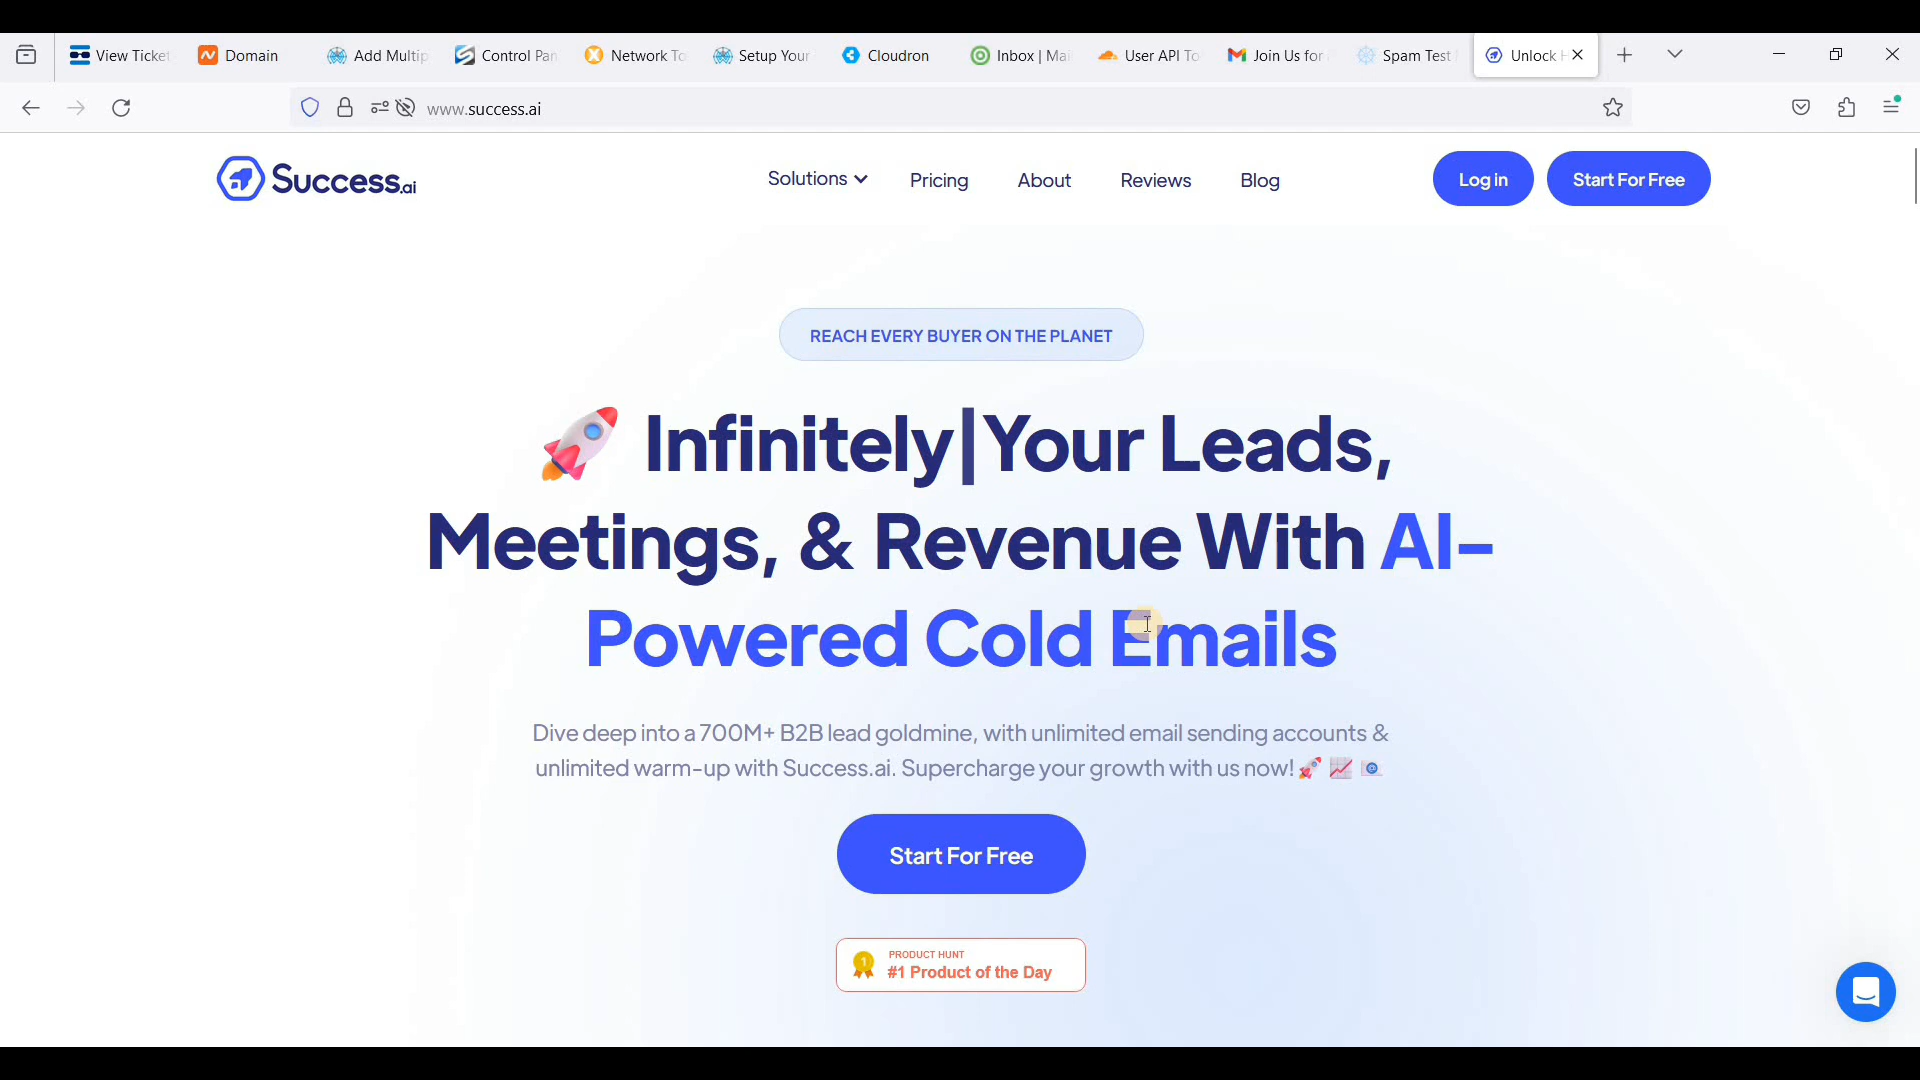 View Ticket
Domain
Add Multip
Control Pan
Network To
Setup Your
Cloudron
Inbox | Mai
User API To
Join Us for
Spam Test
Unlock H
www.success.ai
Success.ai
Solutions
Pricing
About
Reviews
Blog
Log in
Start For Free
REACH EVERY BUYER ON THE PLANET
🚀 Infinitely|Your Leads,
Meetings, & Revenue With AI-
Powered Cold Emails
Dive deep into a 700M+ B2B lead goldmine, with unlimited email sending accounts &
unlimited warm-up with Success.ai. Supercharge your growth with us now! 🚀 📈 📧
Start For Free
1
PRODUCT HUNT
#1 Product of the Day